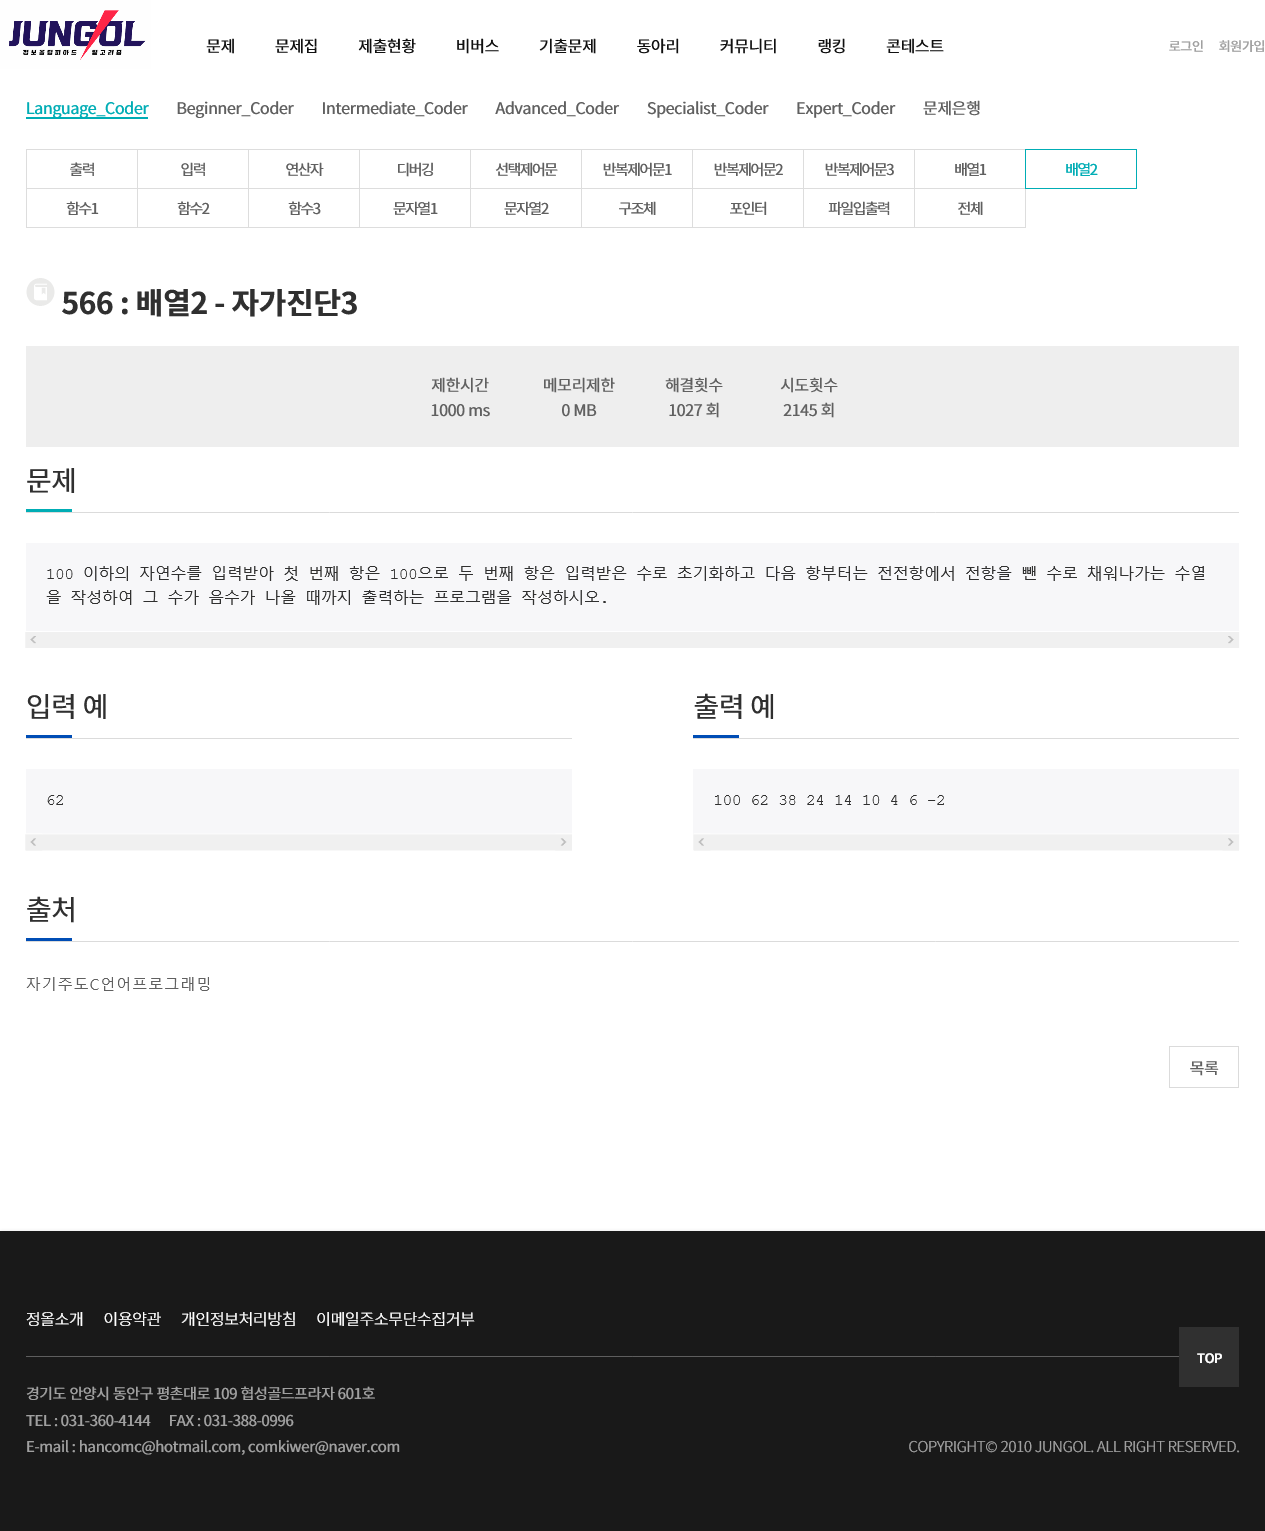 JUNGOL
정보올림피아드 알고리즘
문제 문제집 제출현황 비버스 기출문제 동아리 커뮤니티 랭킹 콘테스트 로그인 회원가입
Language_Coder Beginner_Coder Intermediate_Coder Advanced_Coder Specialist_Coder Expert_Coder 문제은행
출력 입력 연산자 디버깅 선택제어문 반복제어문1 반복제어문2 반복제어문3 배열1 배열2
함수1 함수2 함수3 문자열1 문자열2 구조체 포인터 파일입출력 전체
566 : 배열2 - 자가진단3
제한시간 메모리제한 해결횟수 시도횟수
1000 ms 0 MB 1027 회 2145 회
문제
100 이하의 자연수를 입력받아 첫 번째 항은 100으로 두 번째 항은 입력받은 수로 초기화하고 다음 항부터는 전전항에서 전항을 뺀 수로 채워나가는 수열
을 작성하여 그 수가 음수가 나올 때까지 출력하는 프로그램을 작성하시오.
입력 예
62
출력 예
100 62 38 24 14 10 4 6 -2
출처
자기주도C언어프로그래밍
목록
정올소개 이용약관 개인정보처리방침 이메일주소무단수집거부
TOP
경기도 안양시 동안구 평촌대로 109 협성골드프라자 601호
TEL : 031-360-4144 FAX : 031-388-0996
E-mail : hancomc@hotmail.com, comkiwer@naver.com
COPYRIGHT© 2010 JUNGOL. ALL RIGHT RESERVED.